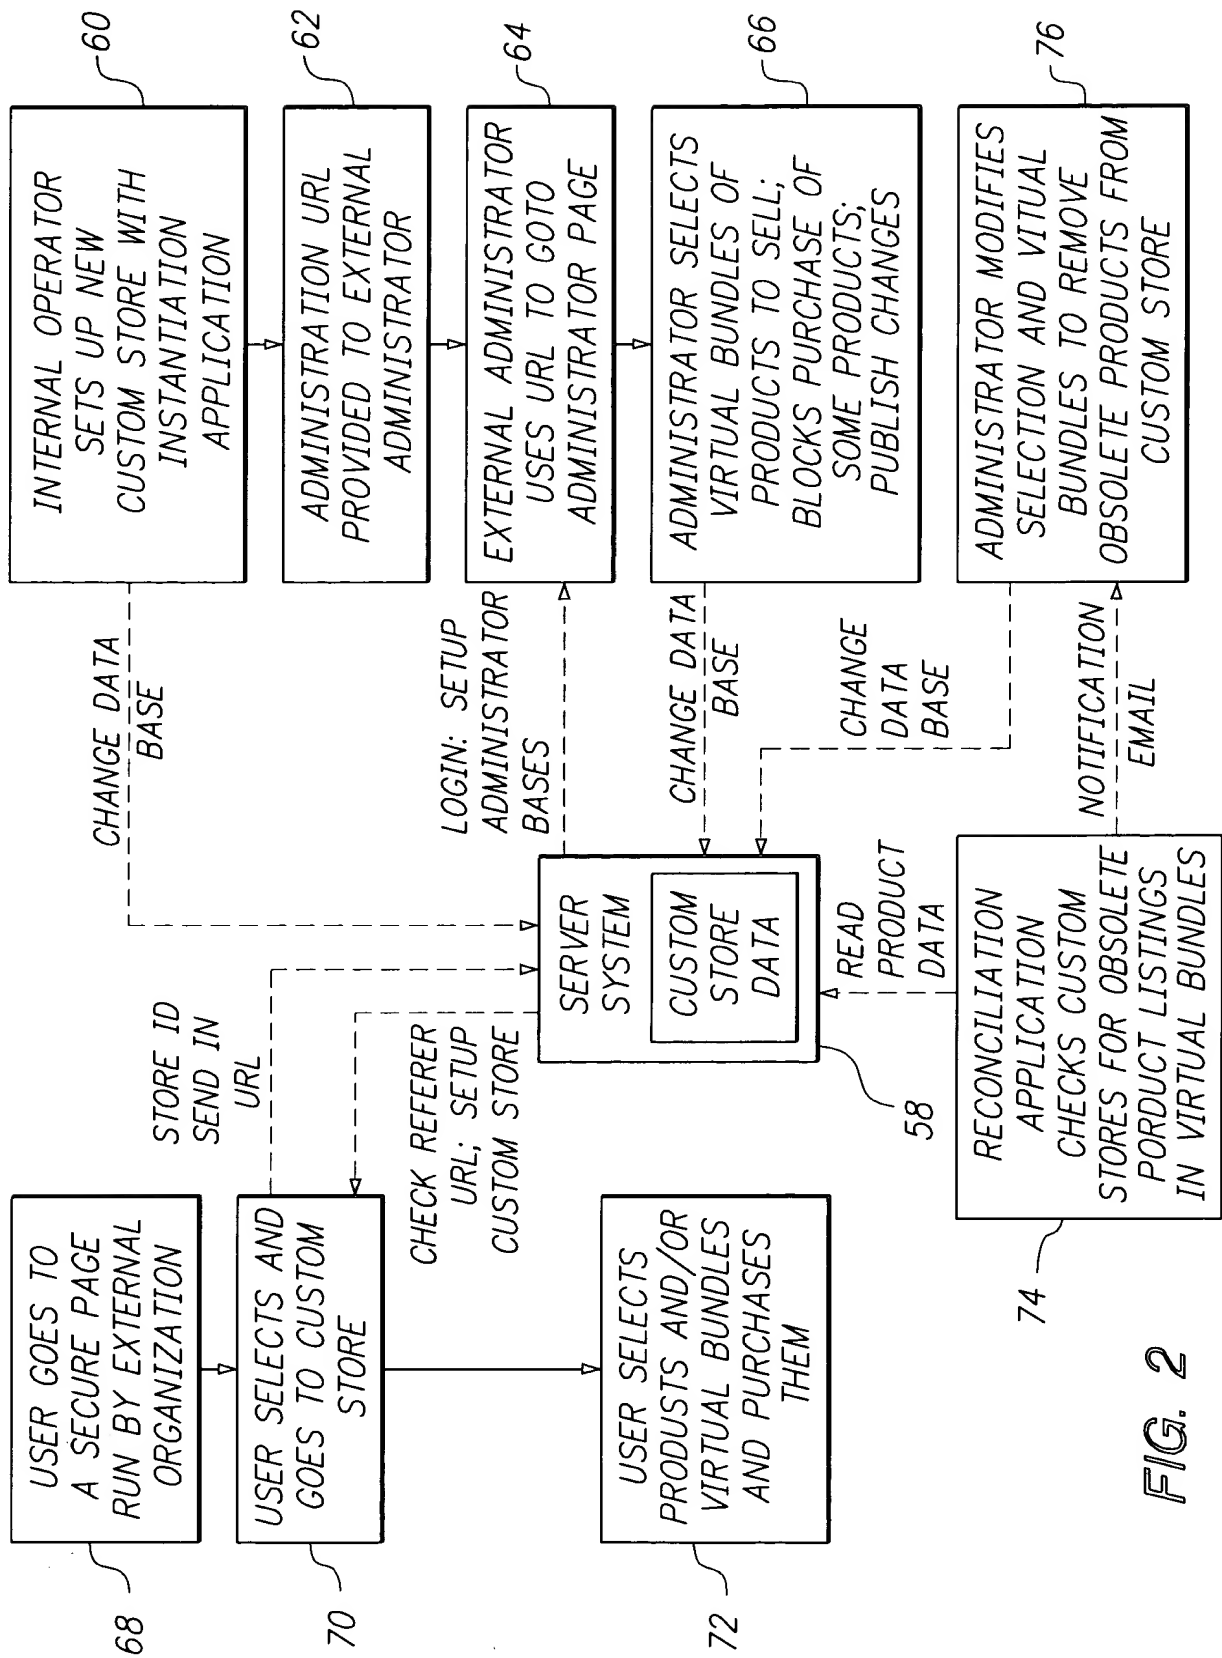 USER GOES TO
A SECURE PAGE
RUN BY EXTERNAL
ORGANIZATION
68
USER SELECTS AND
GOES TO CUSTOM
STORE
70
USER SELECTS
PRODUSTS AND/OR
VIRTUAL BUNDLES
AND PURCHASES
THEM
72
STORE ID
SEND IN
URL
CHECK REFERER
URL; SETUP
CUSTOM STORE
SERVER
SYSTEM
CUSTOM
STORE
DATA
58
CHANGE DATA
BASE
LOGIN: SETUP
ADMINISTRATOR
BASES
CHANGE DATA
BASE
CHANGE
DATA
BASE
READ
PRODUCT
DATA
RECONCILIATION
APPLICATION
CHECKS CUSTOM
STORES FOR OBSOLETE
PORDUCT LISTINGS
IN VIRTUAL BUNDLES
74
NOTIFICATION
EMAIL
INTERNAL OPERATOR
SETS UP NEW
CUSTOM STORE WITH
INSTANTIATION
APPLICATION
60
ADMINISTRATION URL
PROVIDED TO EXTERNAL
ADMINISTRATOR
62
EXTERNAL ADMINISTRATOR
USES URL TO GOTO
ADMINISTRATOR PAGE
64
ADMINISTRATOR SELECTS
VIRTUAL BUNDLES OF
PRODUCTS TO SELL;
BLOCKS PURCHASE OF
SOME PRODUCTS;
PUBLISH CHANGES
66
ADMINISTRATOR MODIFIES
SELECTION AND VITUAL
BUNDLES TO REMOVE
OBSOLETE PRODUCTS FROM
CUSTOM STORE
76
FIG. 2